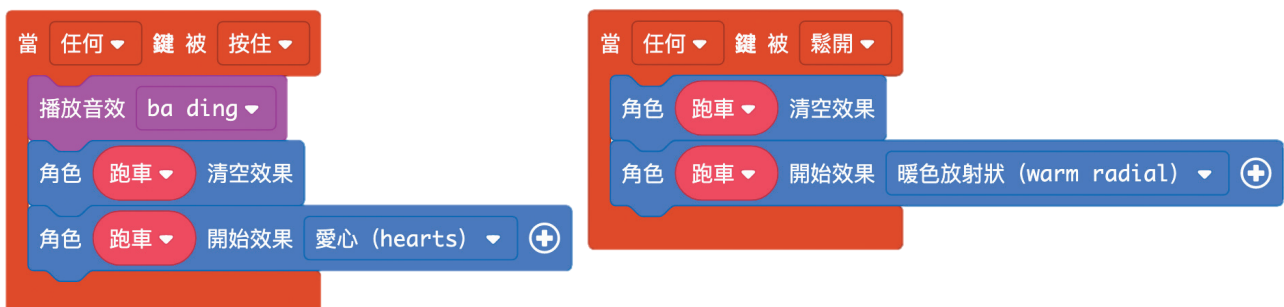 當 任何 鍵 被 按住
播放音效 ba ding
角色 跑車 清空效果
角色 跑車 開始效果 愛心 (hearts)
當 任何 鍵 被 鬆開
角色 跑車 清空效果
角色 跑車 開始效果 暖色放射狀 (warm radial)